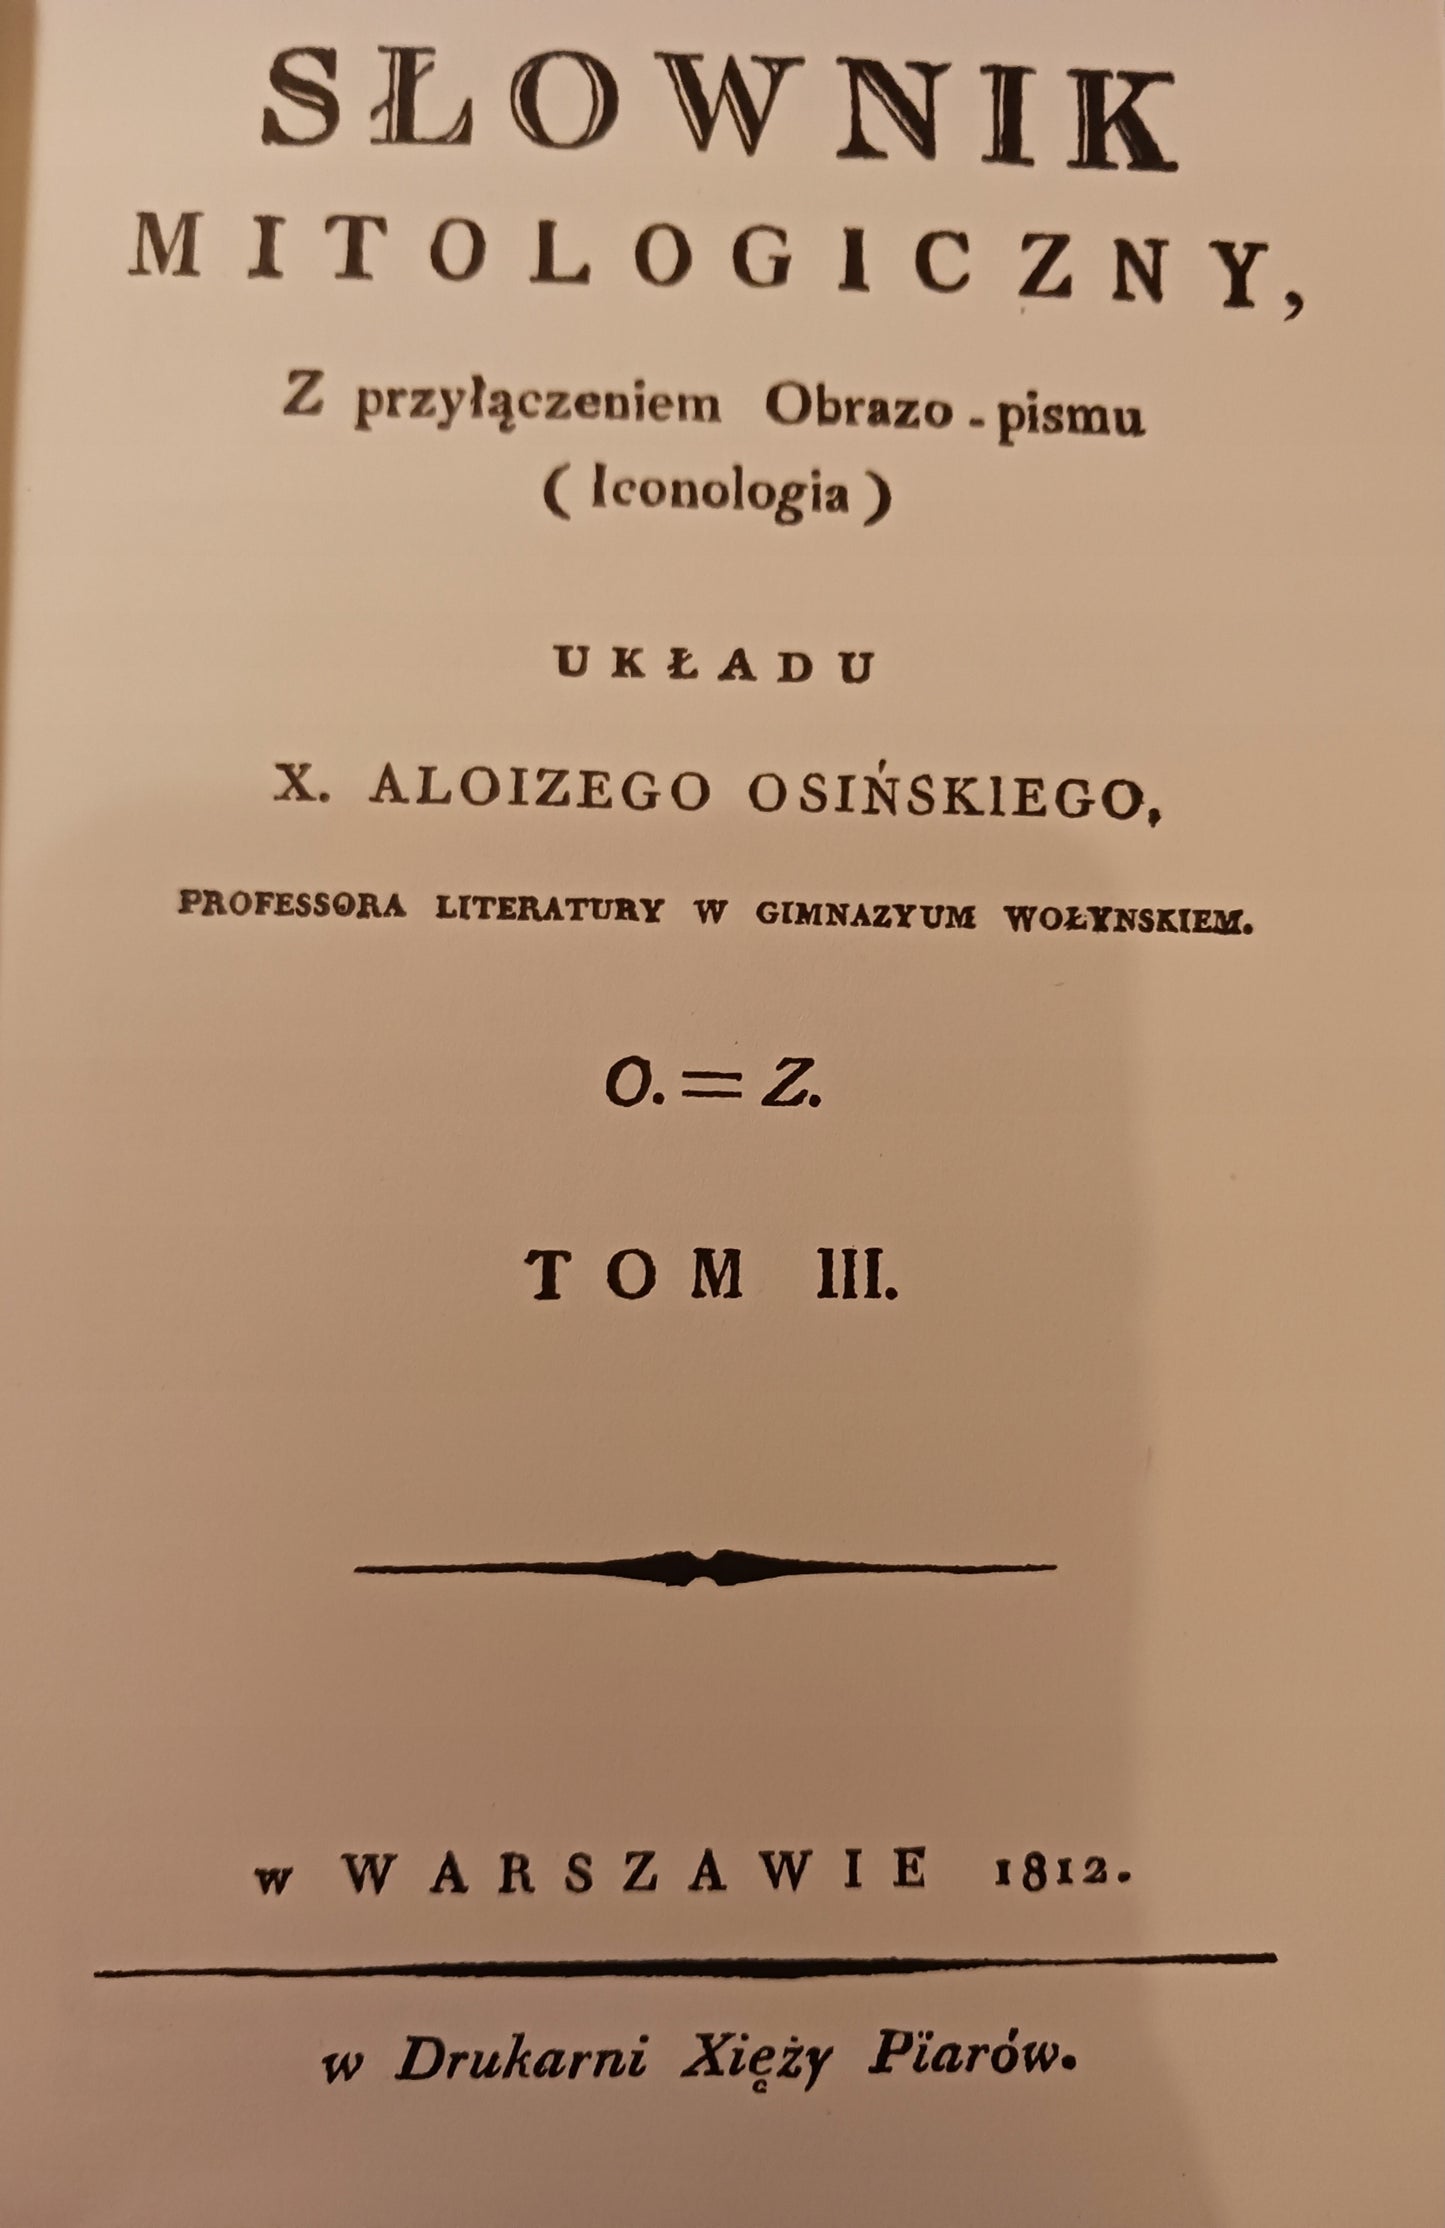 SŁOWNIK
MITOLOGICZNY,
Z przyłączeniem Obrazo-pismu
(Iconologia)
UKŁADU
X. ALOIZEGO OSIŃSKIEGO,
PROFESSORA LITERATURY W GIMNAZYUM WOŁYNSKIEM.
O. = Z.
TOM III.
w WARSZAWIE 1812.
w Drukarni Xięży Pïarów.